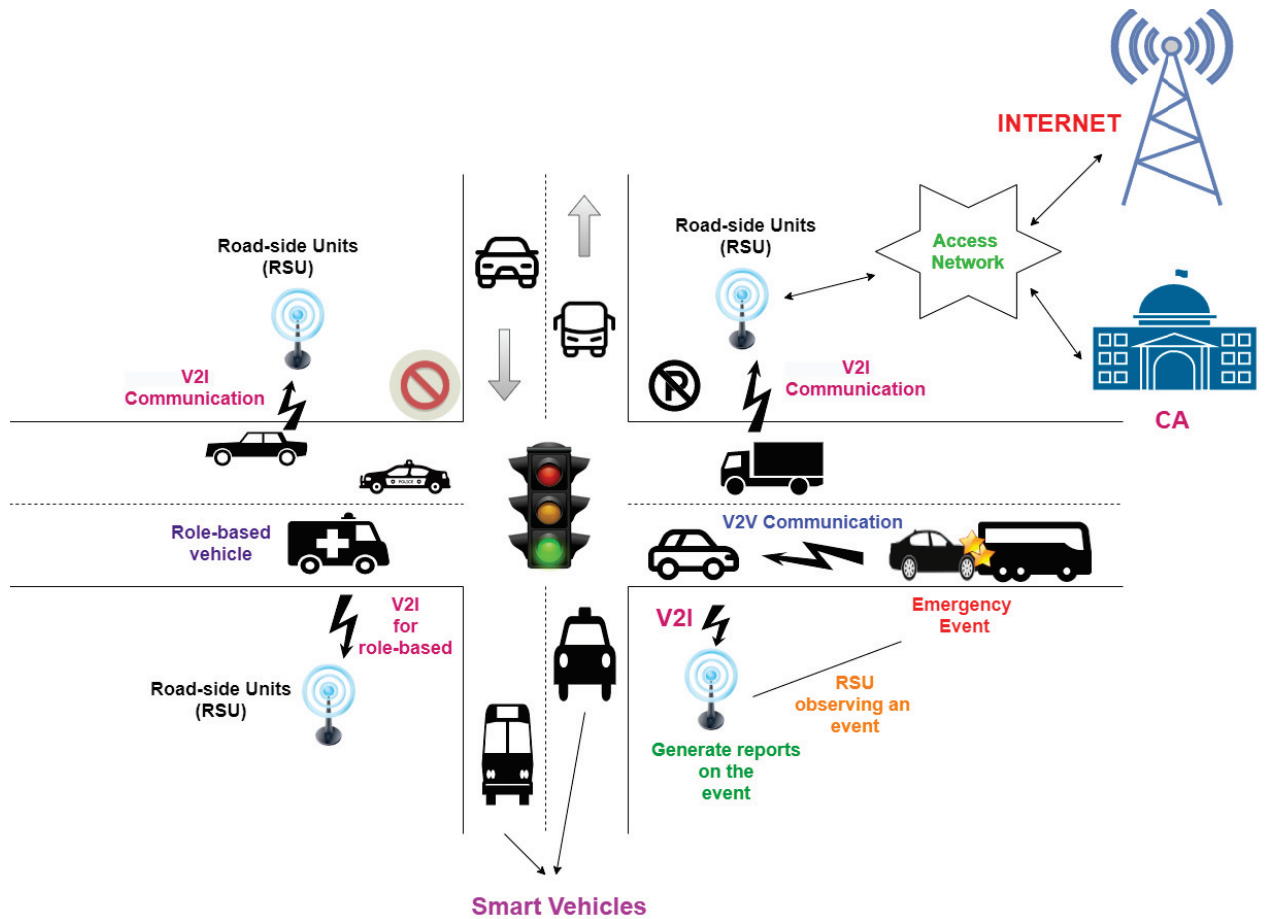 INTERNET
Road-side Units
(RSU)
Access
Network
Road-side Units
(RSU)
V2I
Communication
P
V2I
Communication
CA
POLICE
Role-based
vehicle
V2V Communication
V2I
for
role-based
V2I
Emergency
Event
Road-side Units
(RSU)
RSU
observing an
event
Generate reports
on the
event
Smart Vehicles